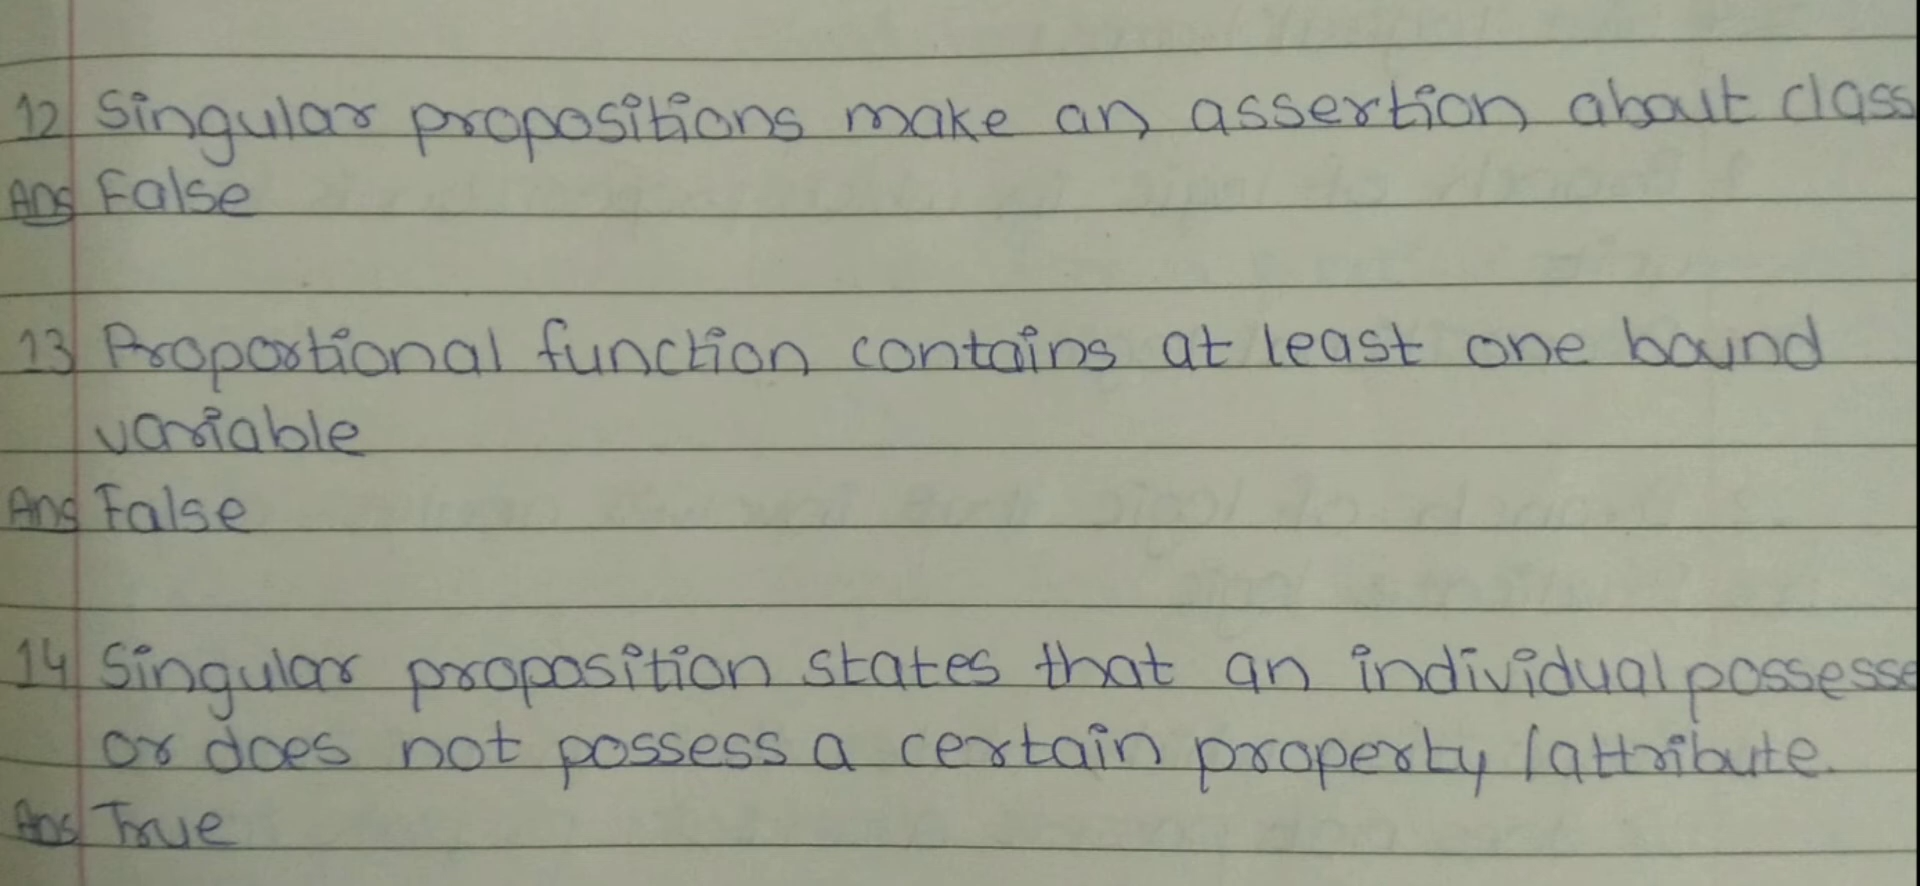 12 Singular propositions make an assertion about class
Ans False
13 Proportional function contains at least one bound
variable
Ans False
14 Singular proposition states that an individual possesse
or does not possess a certain property / attribute.
Ans True